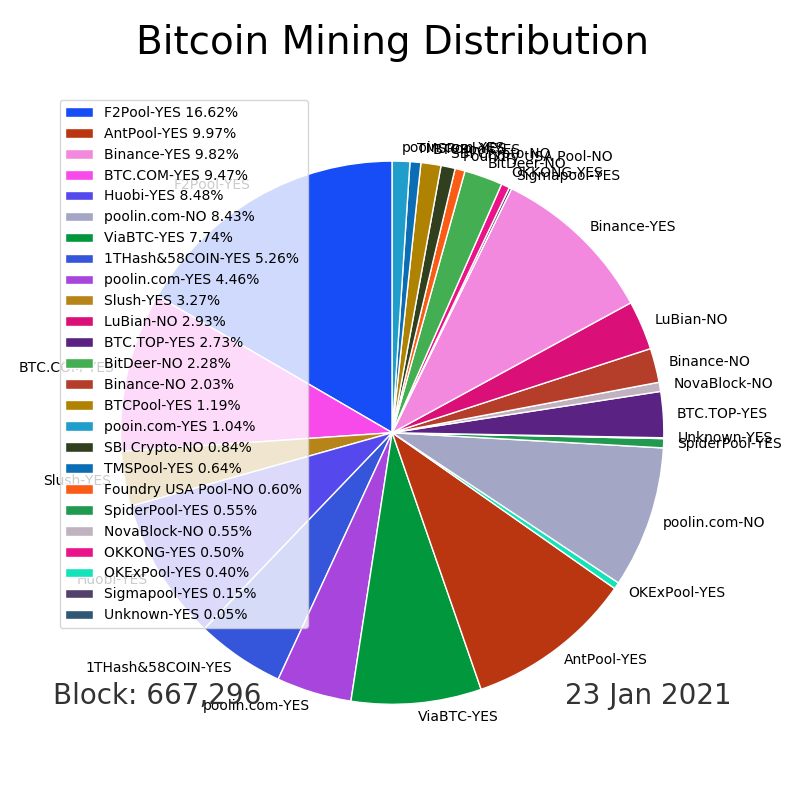 Bitcoin Mining Distribution
F2Pool-YES 16.62%
AntPool-YES 9.97%
Binance-YES 9.82%
BTC.COM-YES 9.47%
Huobi-YES 8.48%
poolin.com-NO 8.43%
ViaBTC-YES 7.74%
1THash&58COIN-YES 5.26%
poolin.com-YES 4.46%
Slush-YES 3.27%
LuBian-NO 2.93%
BTC.TOP-YES 2.73%
BitDeer-NO 2.28%
Binance-NO 2.03%
BTCPool-YES 1.19%
pooin.com-YES 1.04%
SBI Crypto-NO 0.84%
TMSPool-YES 0.64%
Foundry USA Pool-NO 0.60%
SpiderPool-YES 0.55%
NovaBlock-NO 0.55%
OKKONG-YES 0.50%
OKExPool-YES 0.40%
Sigmapool-YES 0.15%
Unknown-YES 0.05%
Foundry USA Pool-NO
BitDeer-NO
OKKONG-YES
Sigmapool-YES
Binance-YES
LuBian-NO
Binance-NO
NovaBlock-NO
BTC.TOP-YES
Unknown-YES
SpiderPool-YES
poolin.com-NO
OKExPool-YES
AntPool-YES
ViaBTC-YES
poolin.com-YES
1THash&58COIN-YES
Huobi-YES
Slush-YES
BTC.COM-YES
F2Pool-YES
Block: 667,296
23 Jan 2021